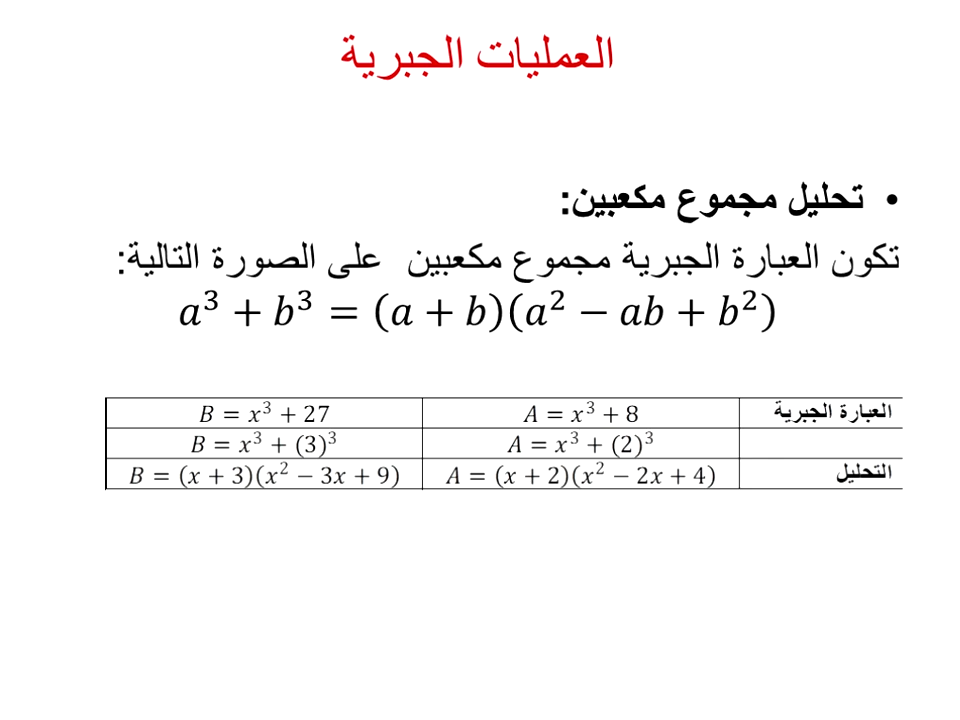 العمليات الجبرية
• تحليل مجموع مكعبين:
تكون العبارة الجبرية مجموع مكعبين على الصورة التالية:
a³ + b³ = (a + b)(a² − ab + b²)
العبارة الجبرية A = x³ + 8 B = x³ + 27
A = x³ + (2)³ B = x³ + (3)³
التحليل A = (x + 2)(x² − 2x + 4) B = (x + 3)(x² − 3x + 9)